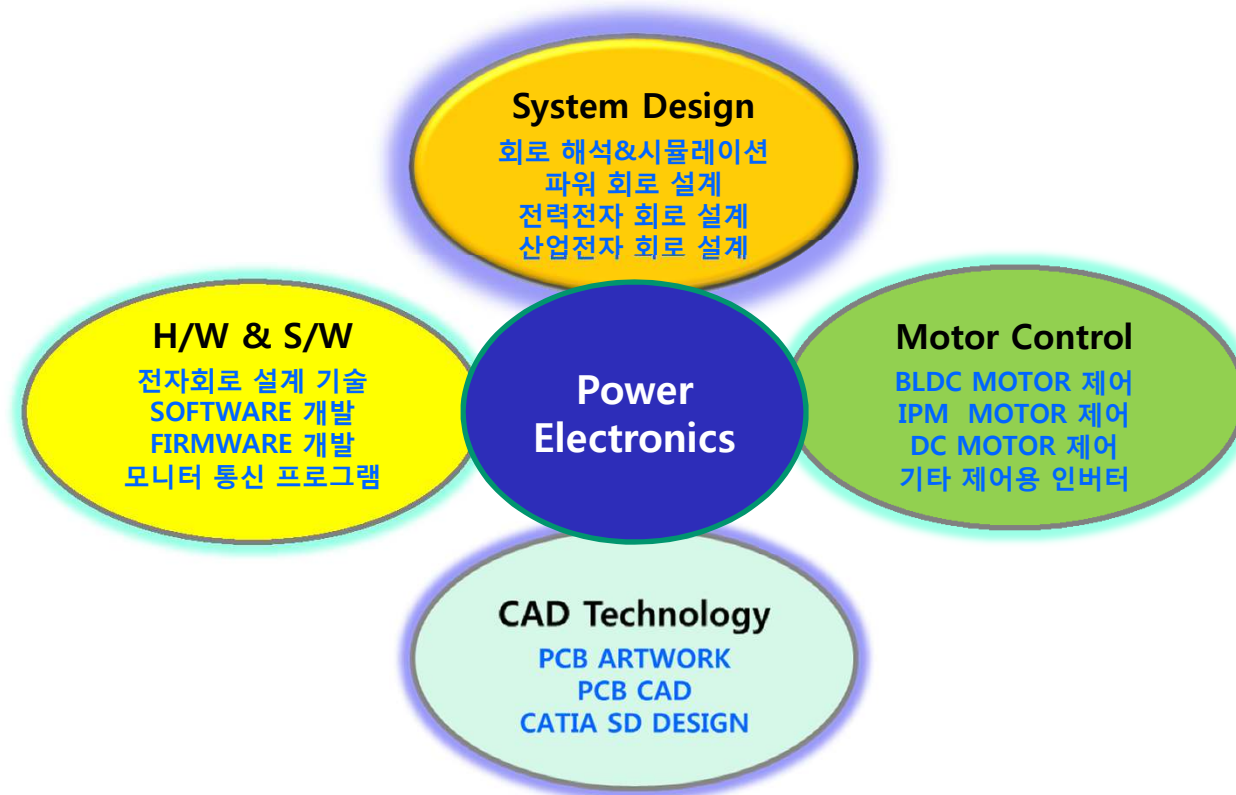 System Design
회로 해석&시뮬레이션
파워 회로 설계
전력전자 회로 설계
산업전자 회로 설계
H/W & S/W
전자회로 설계 기술
SOFTWARE 개발
FIRMWARE 개발
모니터 통신 프로그램
Power
Electronics
Motor Control
BLDC MOTOR 제어
IPM MOTOR 제어
DC MOTOR 제어
기타 제어용 인버터
CAD Technology
PCB ARTWORK
PCB CAD
CATIA SD DESIGN